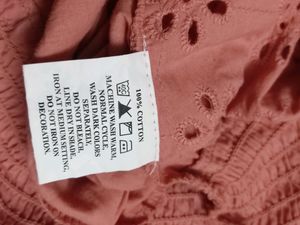 100% COTTON
MACHINE WASH WARM,
NORMAL CYCLE,
WASH DARK COLORS
SEPARATELY.
DO NOT BLEACH.
LINE DRY IN SHADE,
IRON AT MEDIUM SETTING,
DO NOT IRON ON
DECORATION.